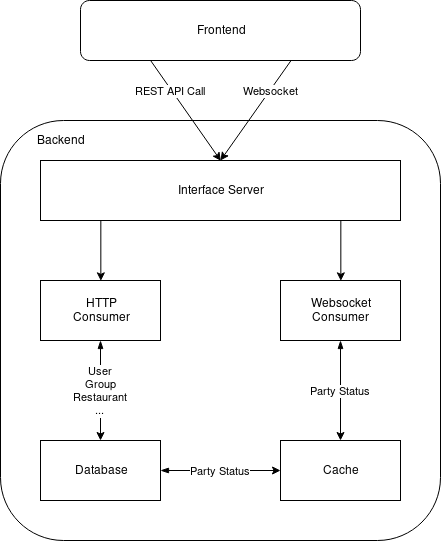 Frontend
REST API Call
Websocket
Backend
Interface Server
HTTP
Consumer
Websocket
Consumer
User
Group
Restaurant
...
Party Status
Database
Party Status
Cache